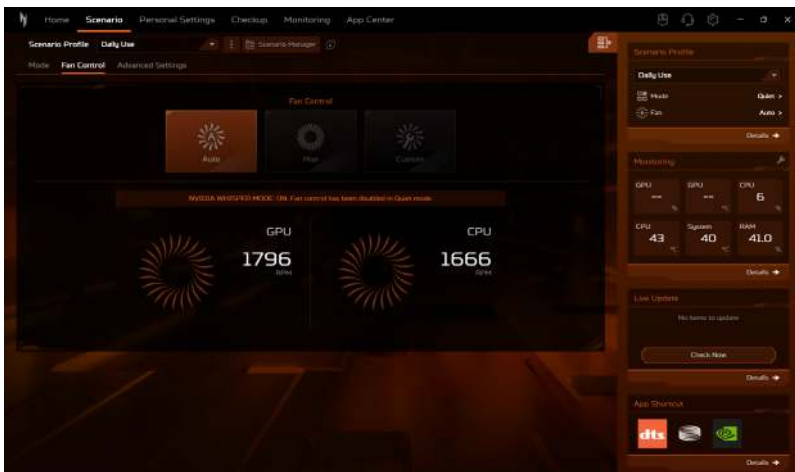 Home Scenario Personal Settings Checkup Monitoring App Center
Scenario Profile Daily Use Scenario Manager
Mode Fan Control Advanced Settings
Fan Control
Auto Max Custom
NVIDIA WHISPER MODE: ON. Fan control has been disabled in Quiet mode.
GPU
1796
RPM
CPU
1666
RPM
Scenario Profile
Daily Use
Mode Quiet >
Fan Auto >
Details
Monitoring
GPU GPU CPU
-- -- 6
% °C %
CPU System RAM
43 40 41.0
°C °C %
Details
Live Update
No items to update
Check Now
Details
App Shortcut
dts
Details